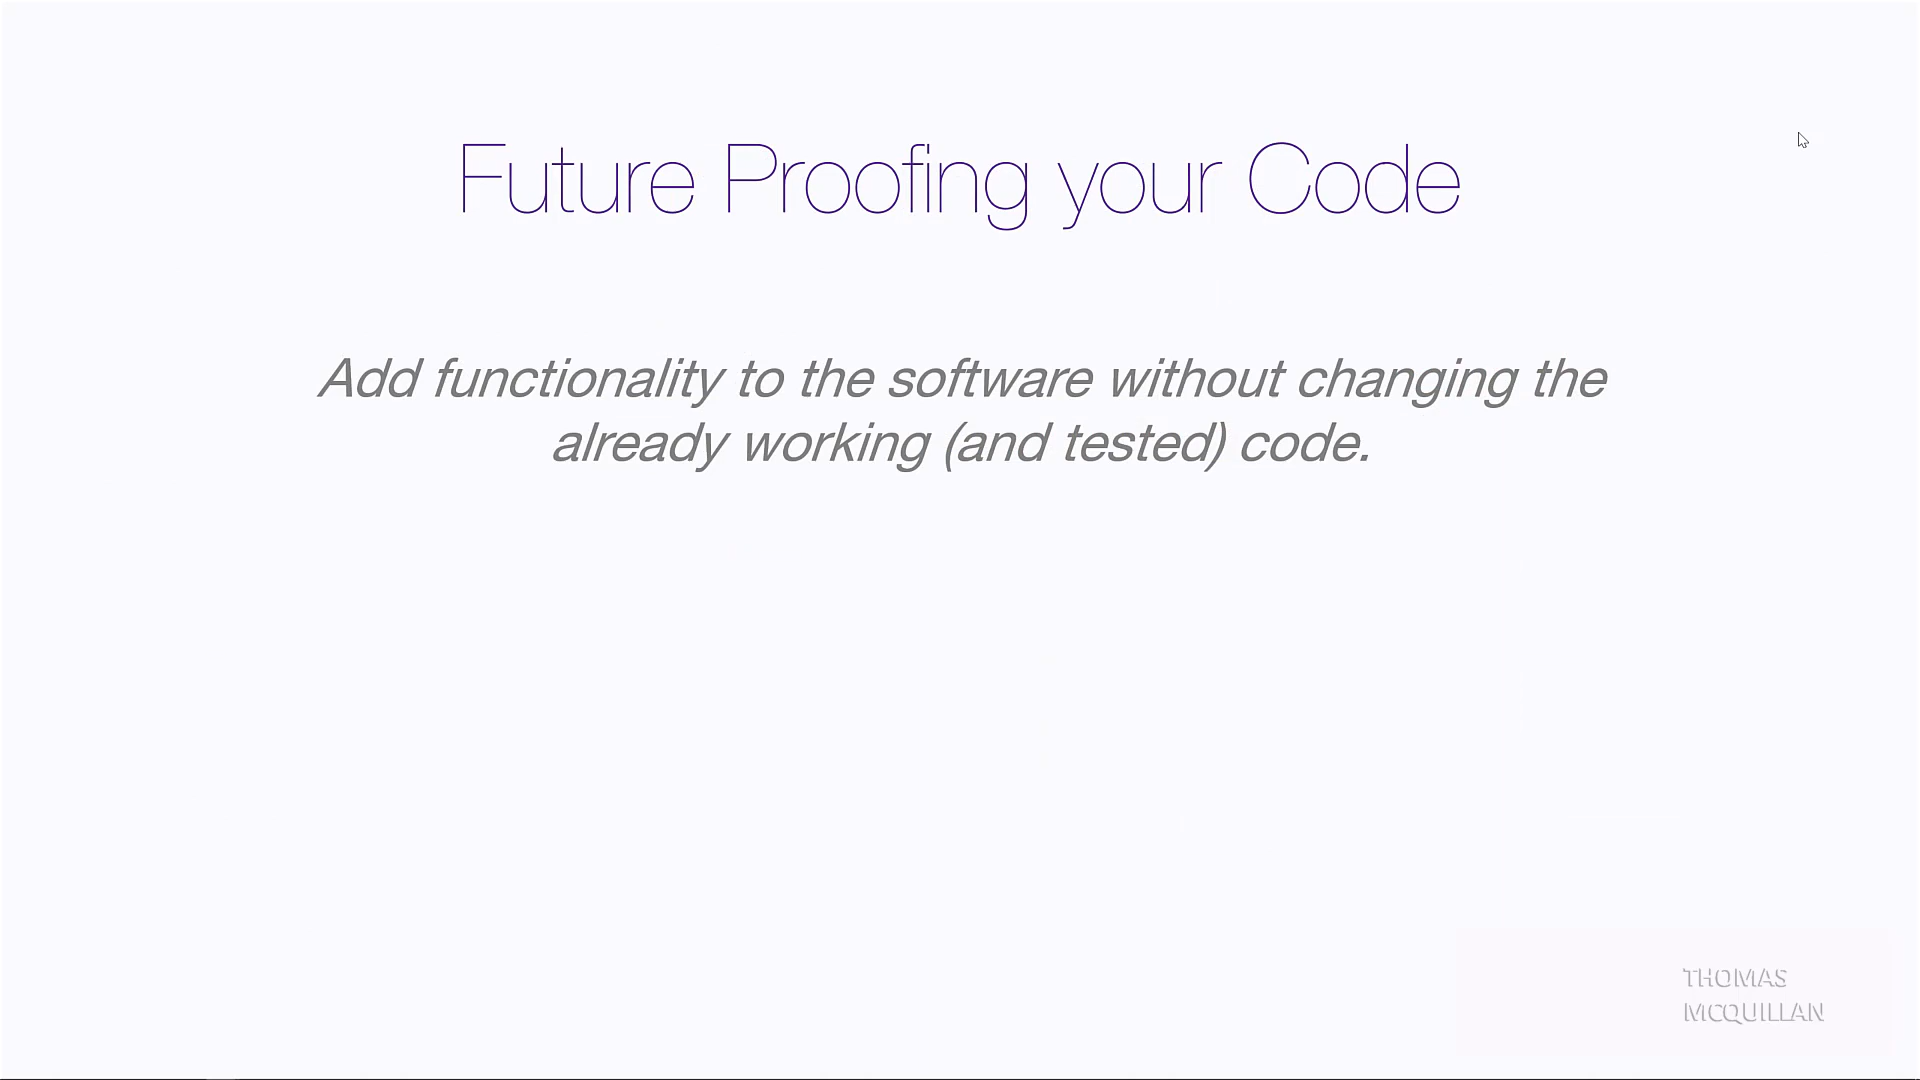 Future Proofing your Code
Add functionality to the software without changing the
already working (and tested) code.
THOMAS
MCQUILLAN